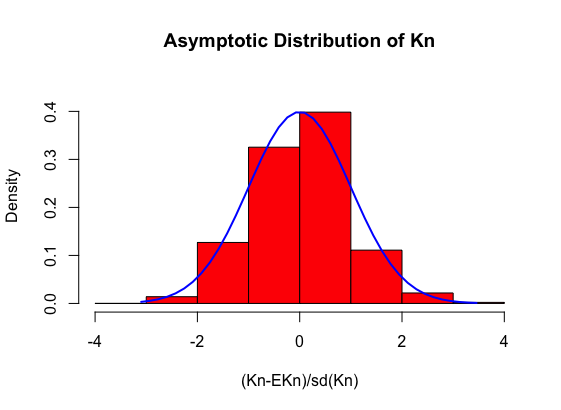 Asymptotic Distribution of Kn
Density
0.4
0.3
0.2
0.1
0.0
-4 -2 0 2 4
(Kn-EKn)/sd(Kn)